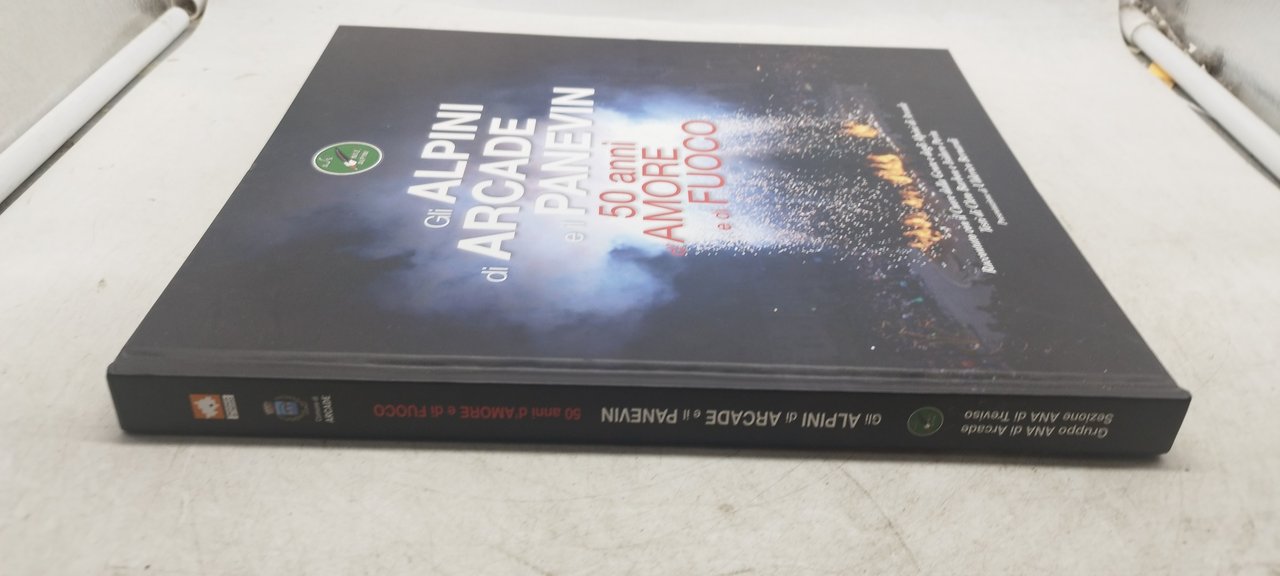 Gli ALPINI
di ARCADE
e il PANEVIN
50 anni
d'AMORE
e di FUOCO
Gruppo ANA di Arcade
Sezione ANA di Treviso
Gli ALPINI di ARCADE e il PANEVIN
50 anni d'AMORE e di FUOCO
ARCADE